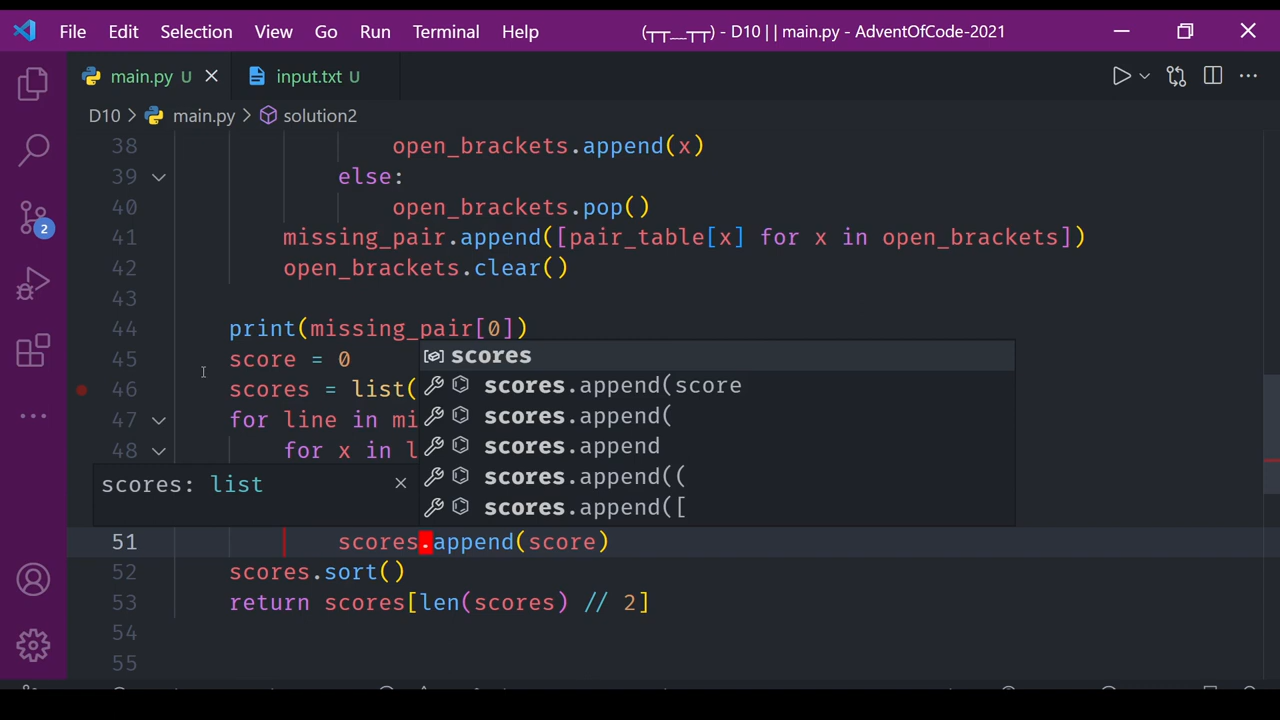 File Edit Selection View Go Run Terminal Help (┬┬__┬┬) - D10 | | main.py - AdventOfCode-2021
main.py U input.txt U
D10 > main.py > solution2
38 open_brackets.append(x)
39 else:
40 open_brackets.pop()
41 missing_pair.append([pair_table[x] for x in open_brackets])
42 open_brackets.clear()
43
44 print(missing_pair[0])
45 score = 0
46 scores = list(
47 for line in mi
48 for x in l
scores
scores.append(score
scores.append(
scores.append
scores.append((
scores.append([
scores: list
51 scores.append(score)
52 scores.sort()
53 return scores[len(scores) // 2]
54
55
2